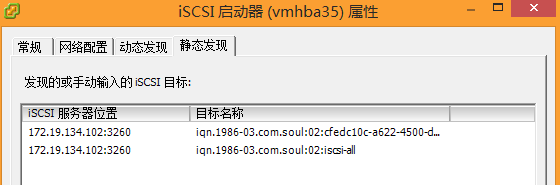 iSCSI 启动器 (vmhba35) 属性
常规 网络配置 动态发现 静态发现
发现的或手动输入的 iSCSI 目标:
iSCSI 服务器位置 目标名称
172.19.134.102:3260 iqn.1986-03.com.soul:02:cfedc10c-a622-4500-d...
172.19.134.102:3260 iqn.1986-03.com.soul:02:iscsi-all